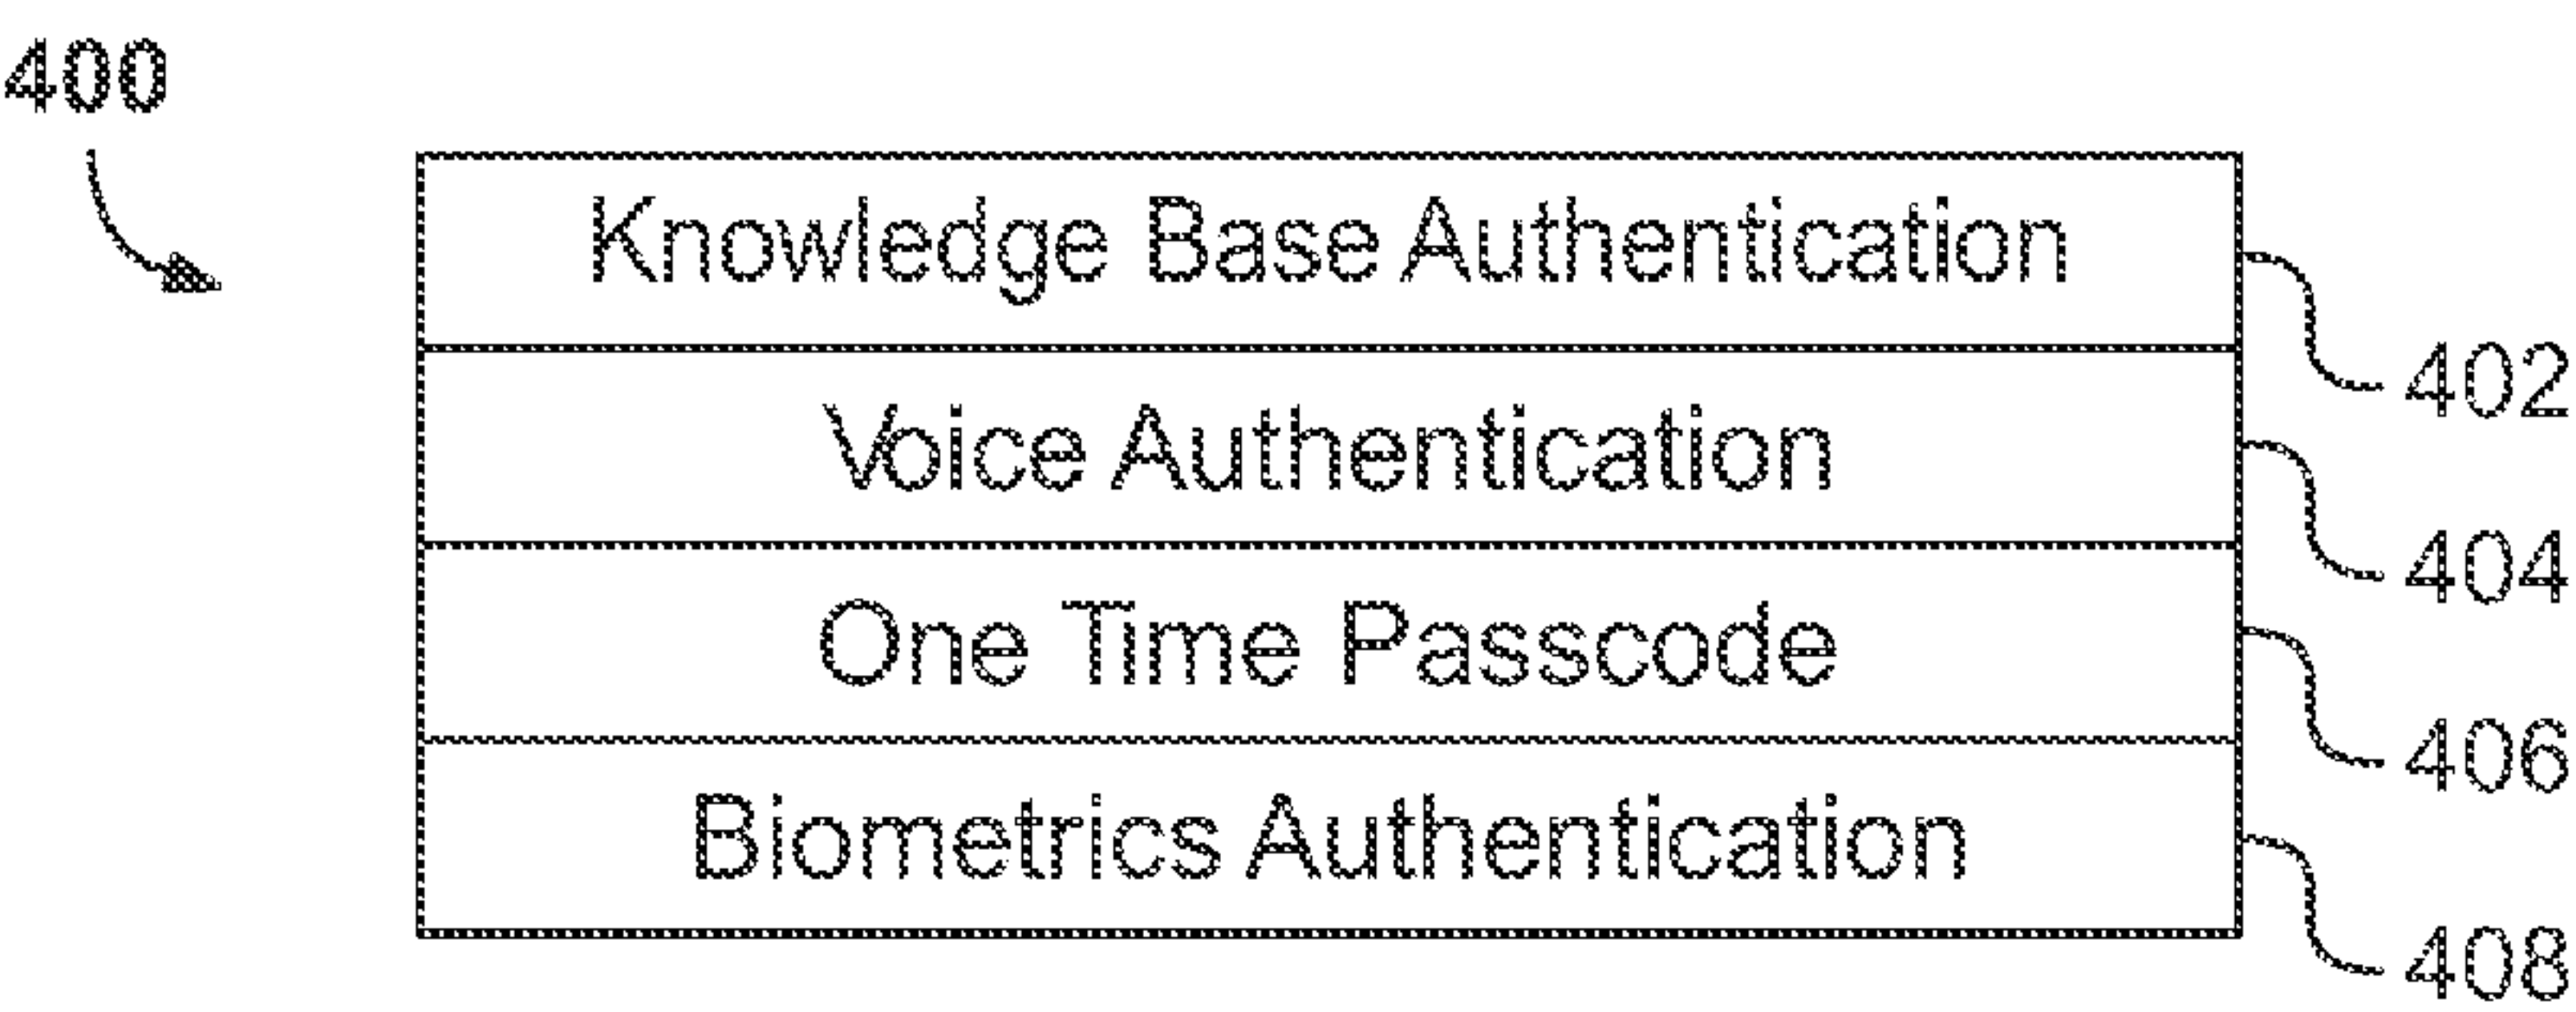 400
Knowledge Base Authentication
402
Voice Authentication
404
One Time Passcode
406
Biometrics Authentication
408